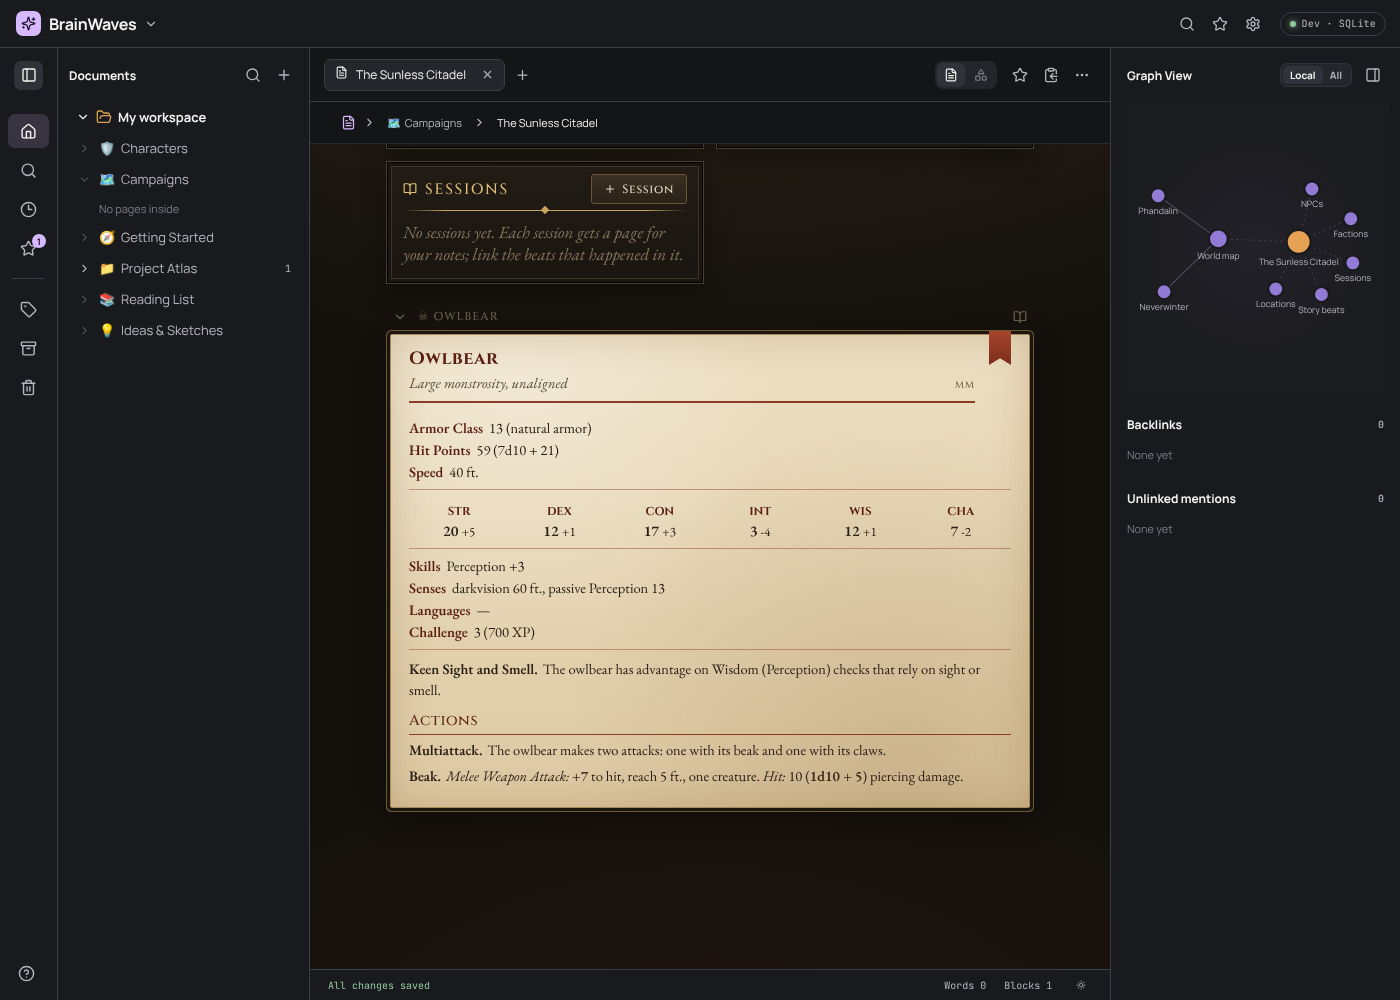 BrainWaves
Dev · SQLite
Documents
My workspace
Characters
Campaigns
No pages inside
Getting Started
Project Atlas 1
Reading List
Ideas & Sketches
1
The Sunless Citadel
Campaigns
The Sunless Citadel
SESSIONS
+ SESSION
No sessions yet. Each session gets a page for
your notes; link the beats that happened in it.
OWLBEAR
OWLBEAR
Large monstrosity, unaligned MM
Armor Class 13 (natural armor)
Hit Points 59 (7d10 + 21)
Speed 40 ft.
STR DEX CON INT WIS CHA
20 +5 12 +1 17 +3 3 -4 12 +1 7 -2
Skills Perception +3
Senses darkvision 60 ft., passive Perception 13
Languages —
Challenge 3 (700 XP)
Keen Sight and Smell. The owlbear has advantage on Wisdom (Perception) checks that rely on sight or
smell.
ACTIONS
Multiattack. The owlbear makes two attacks: one with its beak and one with its claws.
Beak. Melee Weapon Attack: +7 to hit, reach 5 ft., one creature. Hit: 10 (1d10 + 5) piercing damage.
All changes saved
Words 0 Blocks 1
Graph View
Local All
Phandalin
NPCs
Factions
World map
The Sunless Citadel
Sessions
Neverwinter
Locations
Story beats
Backlinks 0
None yet
Unlinked mentions 0
None yet